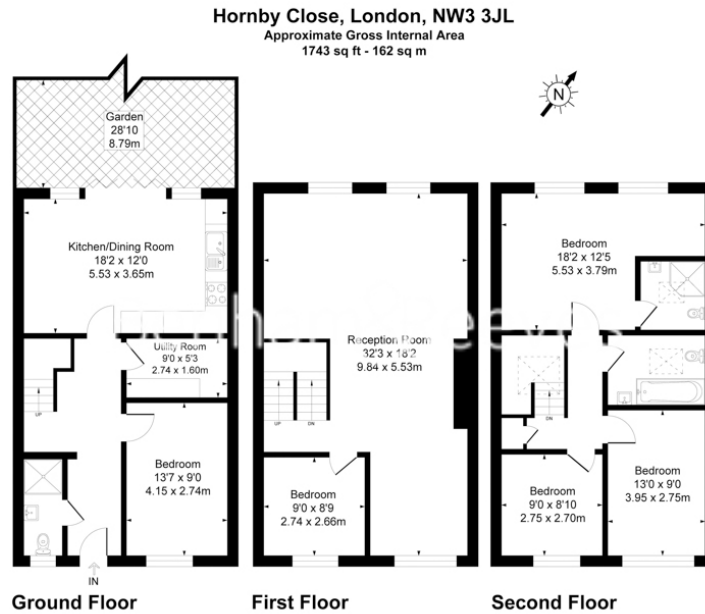 Hornby Close, London, NW3 3JL
Approximate Gross Internal Area
1743 sq ft - 162 sq m
N
Garden
28'10
8.79m
Kitchen/Dining Room
18'2 x 12'0
5.53 x 3.65m
Utility Room
9'0 x 5'3
2.74 x 1.60m
UP
Bedroom
13'7 x 9'0
4.15 x 2.74m
IN
Ground Floor
Reception Room
32'3 x 18'2
9.84 x 5.53m
UP
DN
Bedroom
9'0 x 8'9
2.74 x 2.66m
First Floor
Bedroom
18'2 x 12'5
5.53 x 3.79m
DN
Bedroom
9'0 x 8'10
2.75 x 2.70m
Bedroom
13'0 x 9'0
3.95 x 2.75m
Second Floor